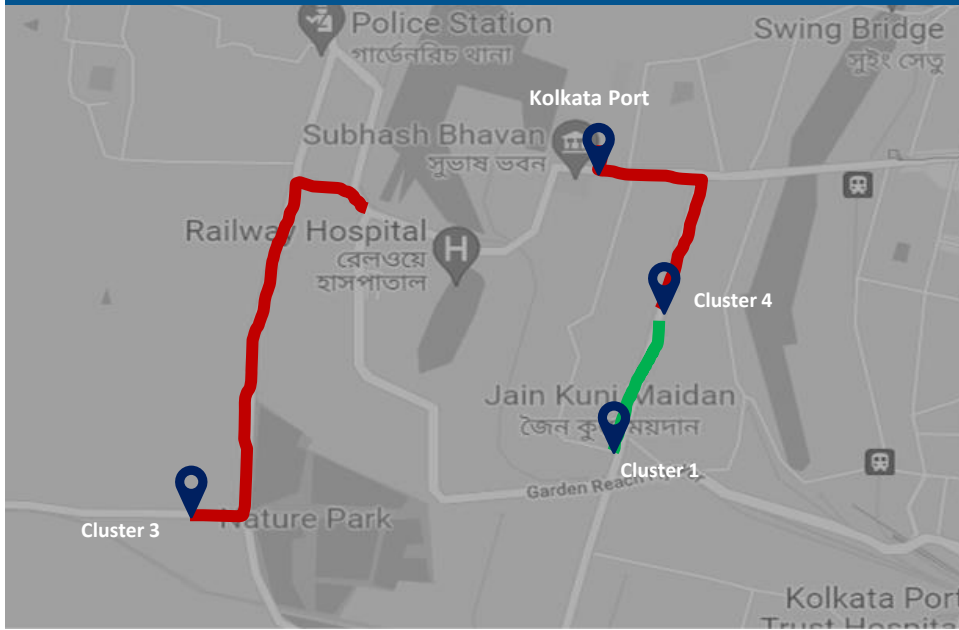 Police Station
গার্ডেনরিচ থানা
Swing Bridge
সুইং সেতু
Kolkata Port
Subhash Bhavan
সুভাষ ভবন
Railway Hospital
রেলওয়ে
হাসপাতাল
H
Cluster 4
Jain Kunj Maidan
জৈন কুঞ্জ ময়দান
Cluster 1
Garden Reach
Cluster 3
Nature Park
Kolkata Port
Trust Hospital